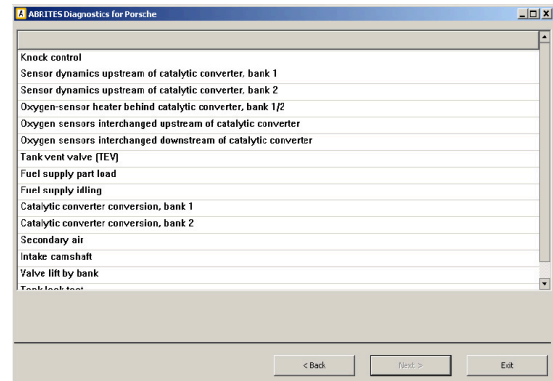 ABRITES Diagnostics for Porsche
Knock control
Sensor dynamics upstream of catalytic converter, bank 1
Sensor dynamics upstream of catalytic converter, bank 2
Oxygen-sensor heater behind catalytic converter, bank 1/2
Oxygen sensors interchanged upstream of catalytic converter
Oxygen sensors interchanged downstream of catalytic converter
Tank vent valve (TEV)
Fuel supply part load
Fuel supply idling
Catalytic converter conversion, bank 1
Catalytic converter conversion, bank 2
Secondary air
Intake camshaft
Valve lift by bank
Tank leak test
< Back Next > Exit